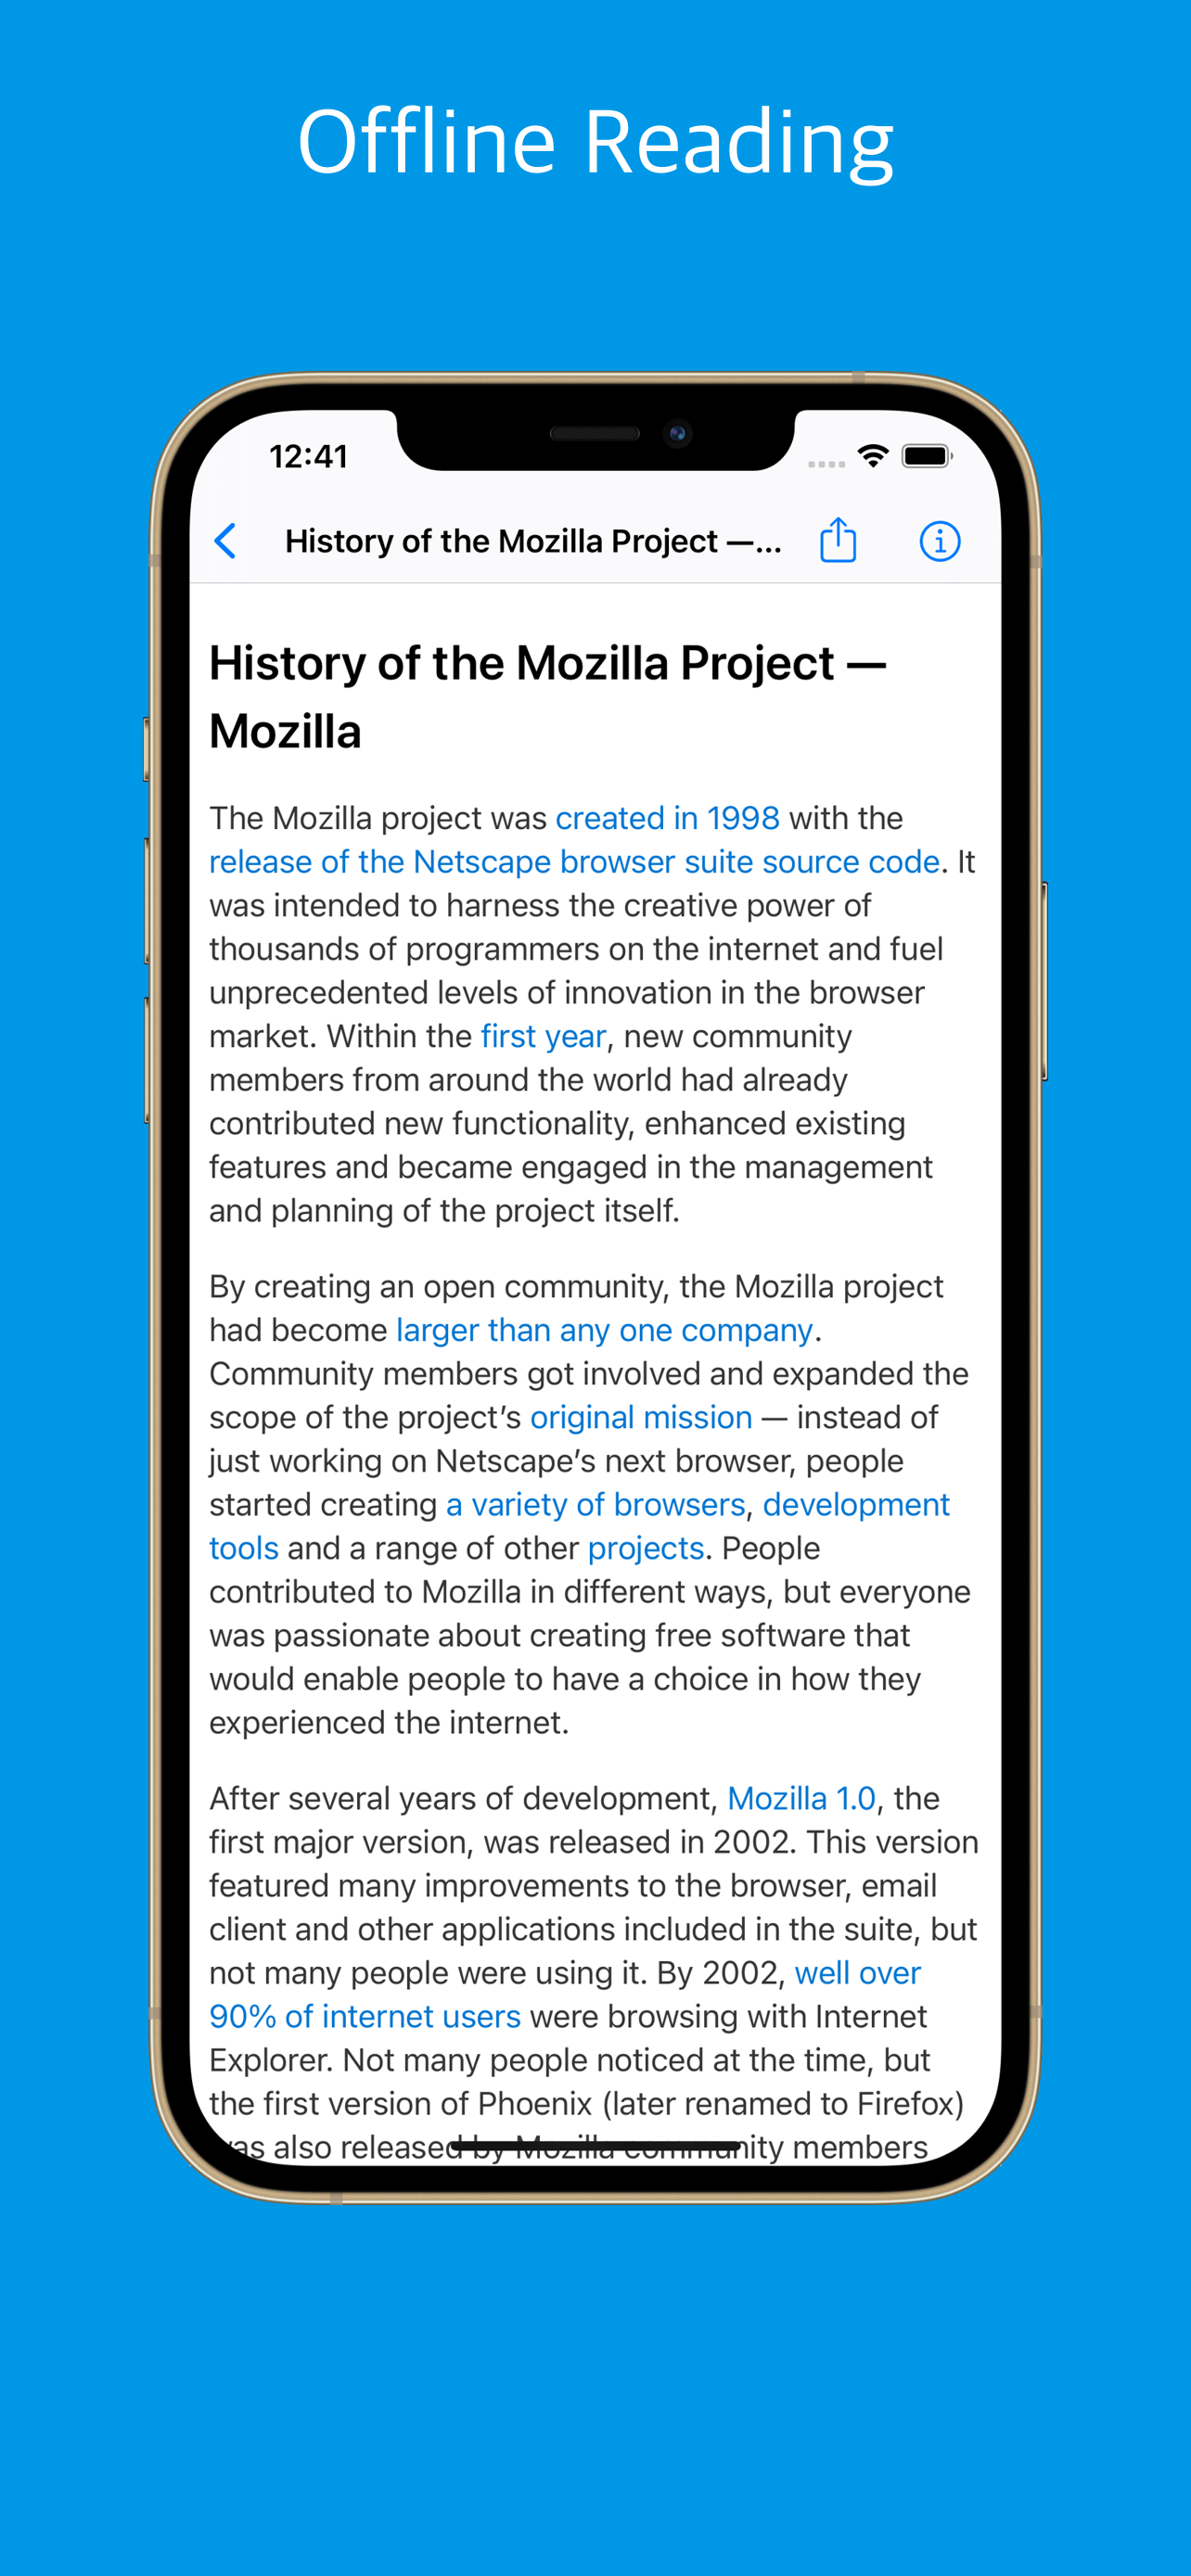 Offline Reading
12:41
History of the Mozilla Project —...
History of the Mozilla Project —
Mozilla
The Mozilla project was created in 1998 with the
release of the Netscape browser suite source code. It
was intended to harness the creative power of
thousands of programmers on the internet and fuel
unprecedented levels of innovation in the browser
market. Within the first year, new community
members from around the world had already
contributed new functionality, enhanced existing
features and became engaged in the management
and planning of the project itself.
By creating an open community, the Mozilla project
had become larger than any one company.
Community members got involved and expanded the
scope of the project’s original mission — instead of
just working on Netscape’s next browser, people
started creating a variety of browsers, development
tools and a range of other projects. People
contributed to Mozilla in different ways, but everyone
was passionate about creating free software that
would enable people to have a choice in how they
experienced the internet.
After several years of development, Mozilla 1.0, the
first major version, was released in 2002. This version
featured many improvements to the browser, email
client and other applications included in the suite, but
not many people were using it. By 2002, well over
90% of internet users were browsing with Internet
Explorer. Not many people noticed at the time, but
the first version of Phoenix (later renamed to Firefox)
was also released by Mozilla community members